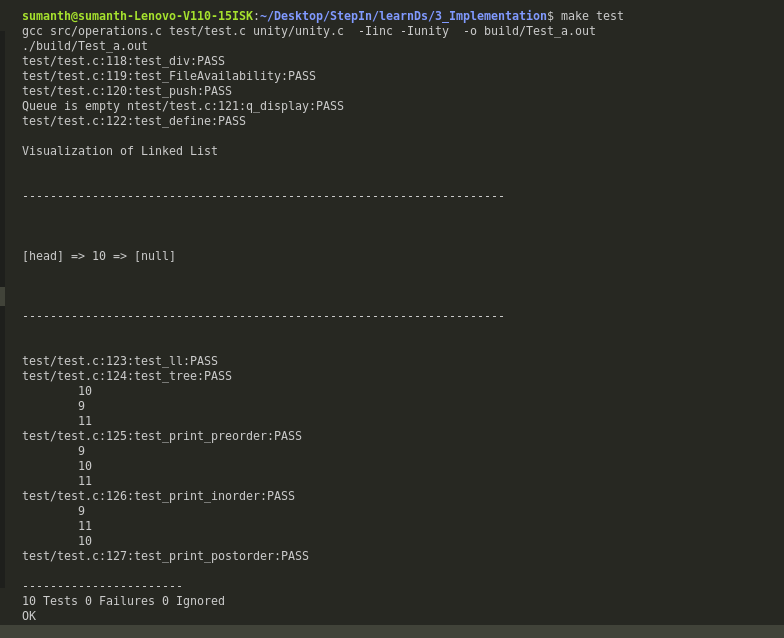 sumanth@sumanth-Lenovo-V110-15ISK:~/Desktop/StepIn/learnDs/3_Implementation$ make test
gcc src/operations.c test/test.c unity/unity.c  -Iinc -Iunity  -o build/Test_a.out
./build/Test_a.out
test/test.c:118:test_div:PASS
test/test.c:119:test_FileAvailability:PASS
test/test.c:120:test_push:PASS
Queue is empty ntest/test.c:121:q_display:PASS
test/test.c:122:test_define:PASS
Visualization of Linked List
---------------------------------------------------------------------
[head] => 10 => [null]
---------------------------------------------------------------------
test/test.c:123:test_ll:PASS
test/test.c:124:test_tree:PASS
10
9
11
test/test.c:125:test_print_preorder:PASS
9
10
11
test/test.c:126:test_print_inorder:PASS
9
11
10
test/test.c:127:test_print_postorder:PASS
-----------------------
10 Tests 0 Failures 0 Ignored
OK